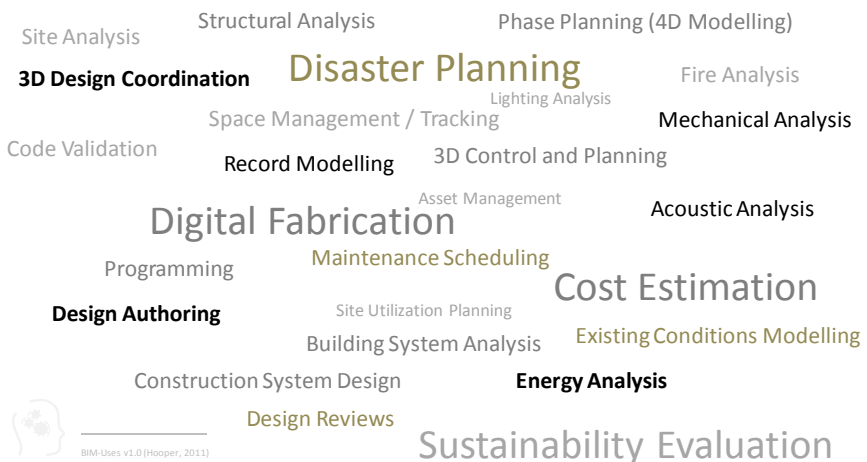 Structural Analysis
Phase Planning (4D Modelling)
Site Analysis
3D Design Coordination
Disaster Planning
Fire Analysis
Lighting Analysis
Space Management / Tracking
Mechanical Analysis
Code Validation
Record Modelling
3D Control and Planning
Asset Management
Digital Fabrication
Acoustic Analysis
Maintenance Scheduling
Programming
Cost Estimation
Design Authoring
Site Utilization Planning
Building System Analysis
Existing Conditions Modelling
Construction System Design
Energy Analysis
Design Reviews
Sustainability Evaluation
BIM-Uses v1.0 (Hooper, 2011)